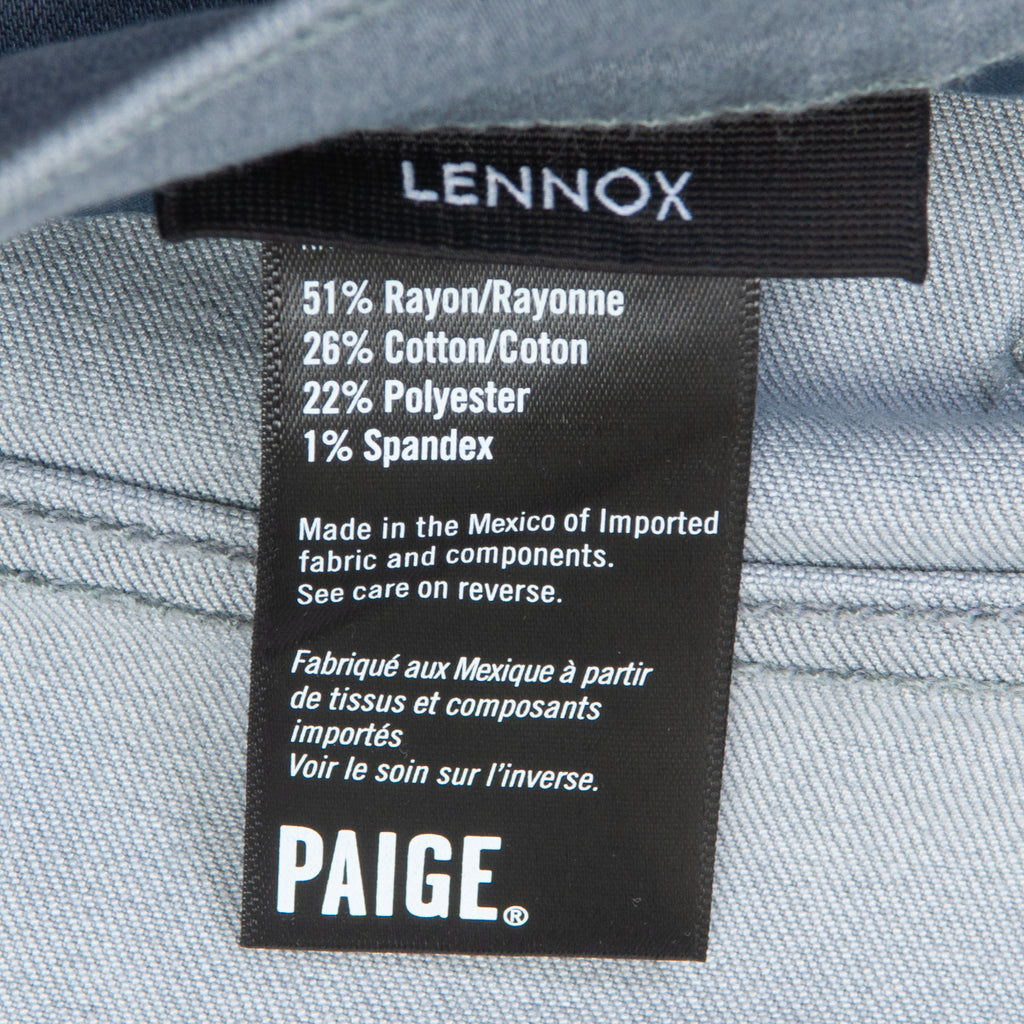 LENNOX
51% Rayon/Rayonne
26% Cotton/Coton
22% Polyester
1% Spandex
Made in the Mexico of Imported
fabric and components.
See care on reverse.
Fabriqué aux Mexique à partir
de tissus et composants
importés
Voir le soin sur l'inverse.
PAIGE®